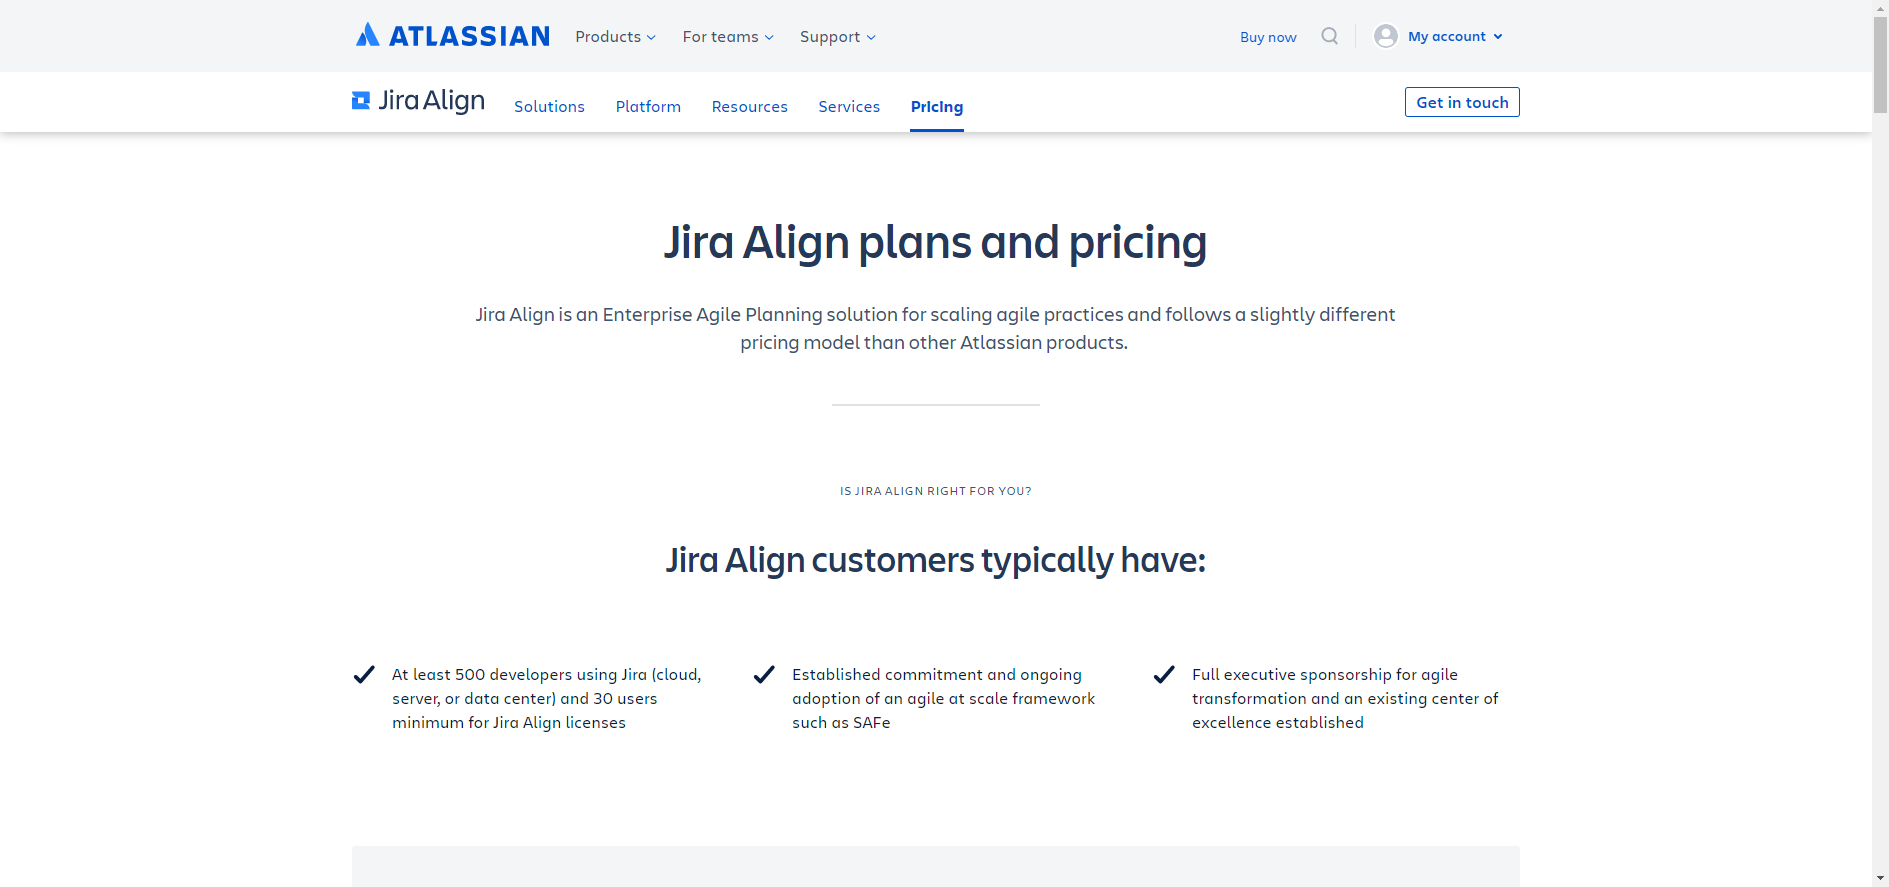 ATLASSIAN Products For teams Support Buy now My account
Jira Align Solutions Platform Resources Services Pricing Get in touch
Jira Align plans and pricing
Jira Align is an Enterprise Agile Planning solution for scaling agile practices and follows a slightly different
pricing model than other Atlassian products.
IS JIRA ALIGN RIGHT FOR YOU?
Jira Align customers typically have:
At least 500 developers using Jira (cloud,
server, or data center) and 30 users
minimum for Jira Align licenses
Established commitment and ongoing
adoption of an agile at scale framework
such as SAFe
Full executive sponsorship for agile
transformation and an existing center of
excellence established